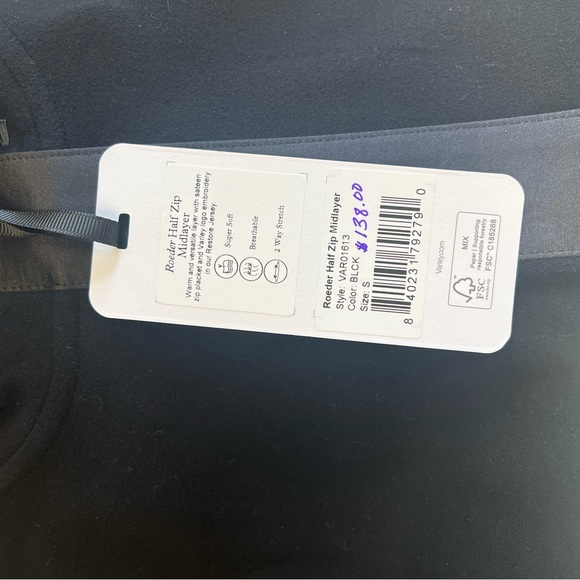 Roeder Half Zip
Midlayer
Warm and versatile layer with sateen
zip placket and Varley logo embroidery
in our Restore Jersey.
Super Soft
Breathable
2 Way Stretch
Roeder Half Zip Midlayer
Style: VAR01613
Color: BLCK
Size: S
$138.00
8 40231 79279 0
Varley.com
FSC
MIX
Paper | Supporting
responsible forestry
FSC® C185268